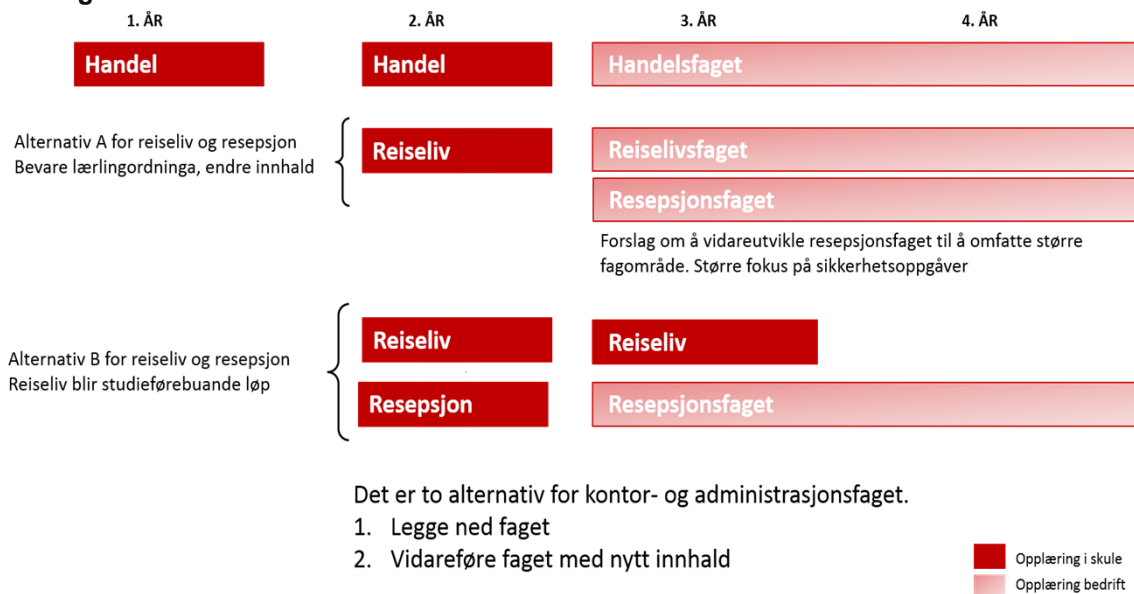 1. ÅR
2. ÅR
3. ÅR
4. ÅR
Handel
Handel
Handelsfaget
Alternativ A for reiseliv og resepsjon
Bevare lærlingordninga, endre innhald
Reiseliv
Reiselivsfaget
Resepsjonsfaget
Forslag om å vidareutvikle resepsjonsfaget til å omfatte større
fagområde. Større fokus på sikkerhetsoppgåver
Alternativ B for reiseliv og resepsjon
Reiseliv blir studieførebuande løp
Reiseliv
Reiseliv
Resepsjon
Resepsjonsfaget
Det er to alternativ for kontor- og administrasjonsfaget.
1. Legge ned faget
2. Vidareføre faget med nytt innhald
Opplæring i skule
Opplæring bedrift